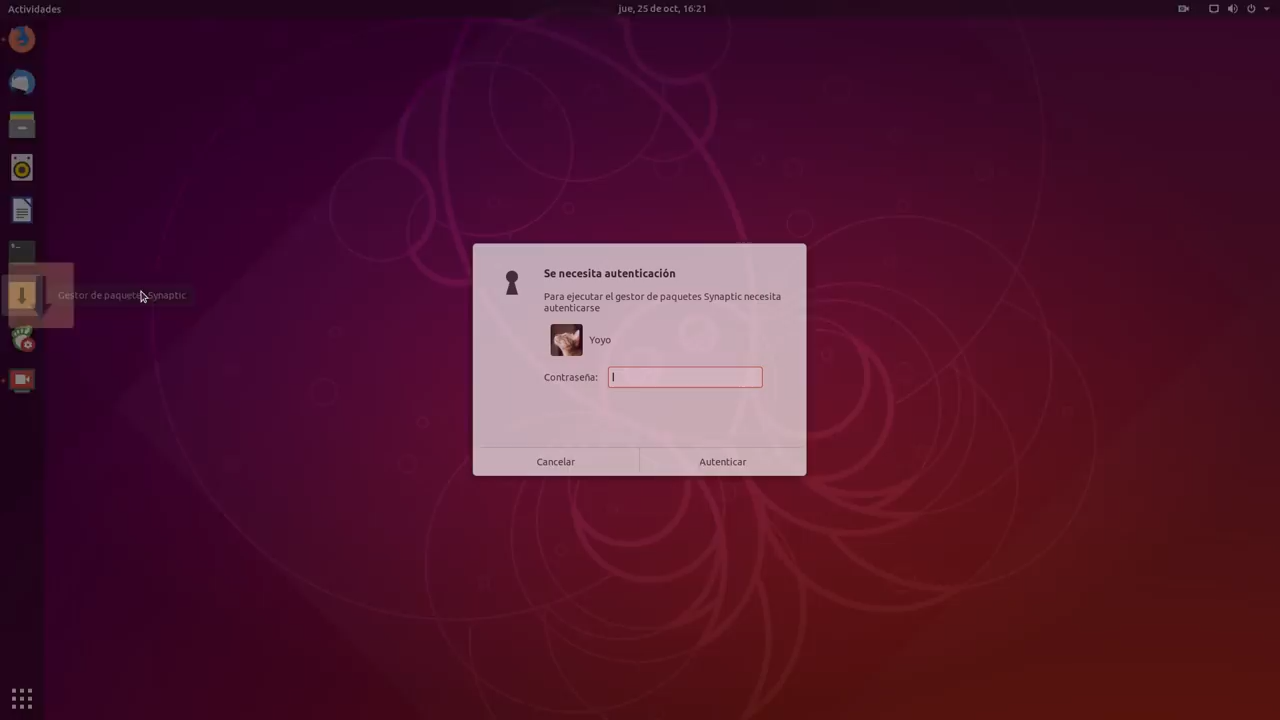 Actividades
jue, 25 de oct, 16:21
Gestor de paquetes Synaptic
Se necesita autenticación
Para ejecutar el gestor de paquetes Synaptic necesita
autenticarse
Yoyo
Contraseña:
Cancelar
Autenticar